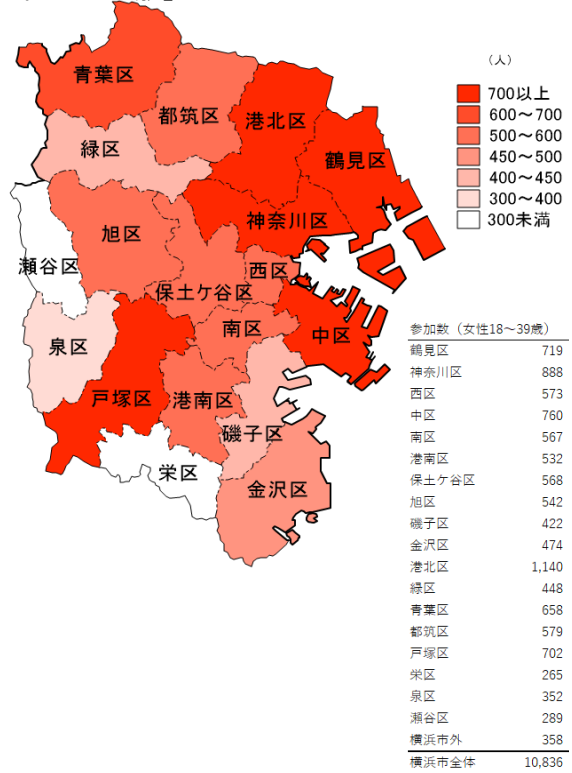 青葉区
都筑区
港北区
緑区
鶴見区
神奈川区
旭区
瀬谷区
西区
保土ケ谷区
泉区
南区
中区
戸塚区
港南区
磯子区
栄区
金沢区
（人）
700以上
600～700
500～600
450～500
400～450
300～400
300未満
参加数（女性18～39歳）
鶴見区 719
神奈川区 888
西区 573
中区 760
南区 567
港南区 532
保土ケ谷区 568
旭区 542
磯子区 422
金沢区 474
港北区 1,140
緑区 448
青葉区 658
都筑区 579
戸塚区 702
栄区 265
泉区 352
瀬谷区 289
横浜市外 358
横浜市全体 10,836